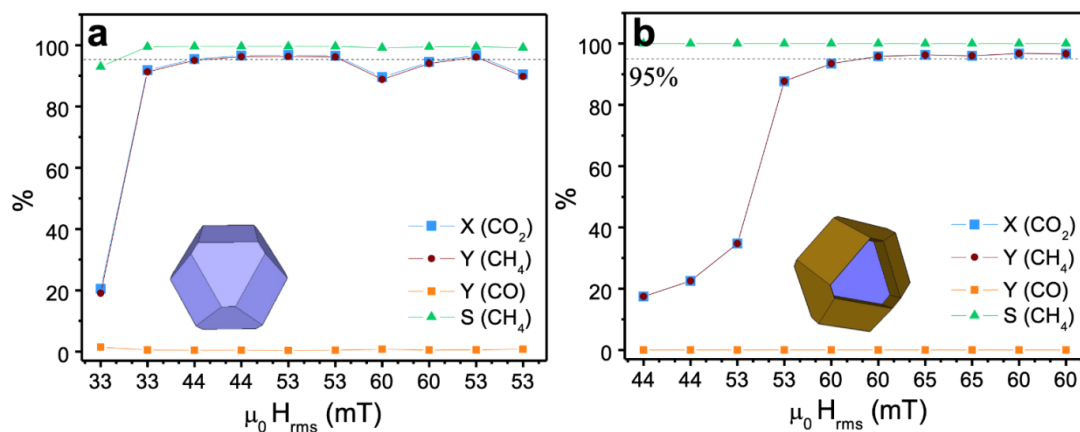 a
100
80
60
40
20
0
%
X (CO₂)
Y (CH₄)
Y (CO)
S (CH₄)
33 33 44 44 53 53 60 60 53 53
μ₀ Hrms (mT)
b
100
95%
80
60
40
20
0
%
X (CO₂)
Y (CH₄)
Y (CO)
S (CH₄)
44 44 53 53 60 60 65 65 60 60
μ₀ Hrms (mT)